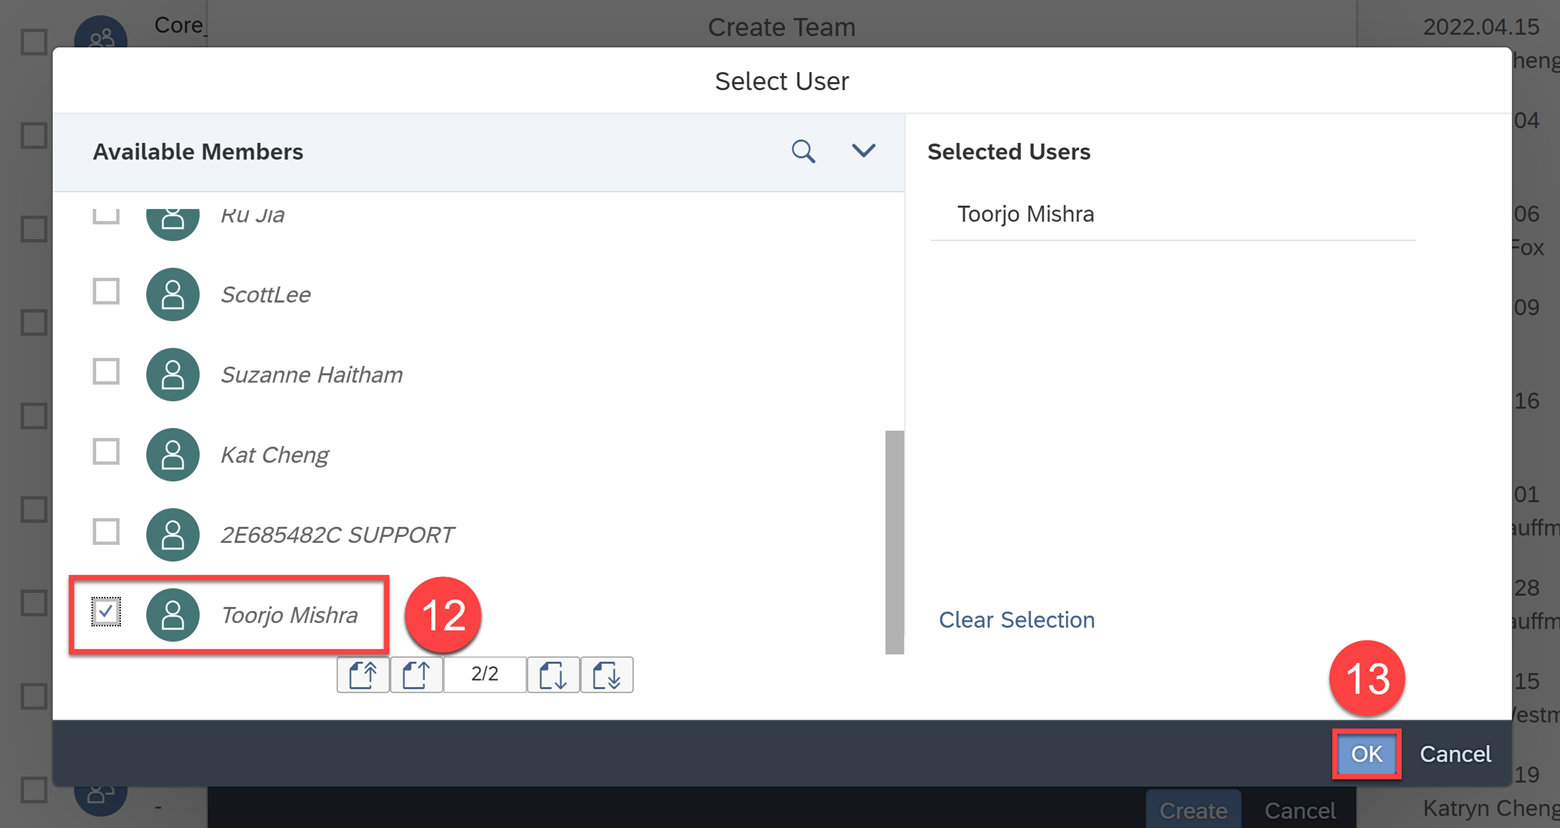 Core_
Create Team
2022.04.15
heng
Select User
04
Available Members
Selected Users
Ru Jia
Toorjo Mishra
06
Fox
ScottLee
09
Suzanne Haitham
16
Kat Cheng
01
auffm
2E685482C SUPPORT
28
Toorjo Mishra
12
Clear Selection
auffm
2/2
13
15
Westm
OK
Cancel
19
-
Create
Cancel
Katryn Cheng